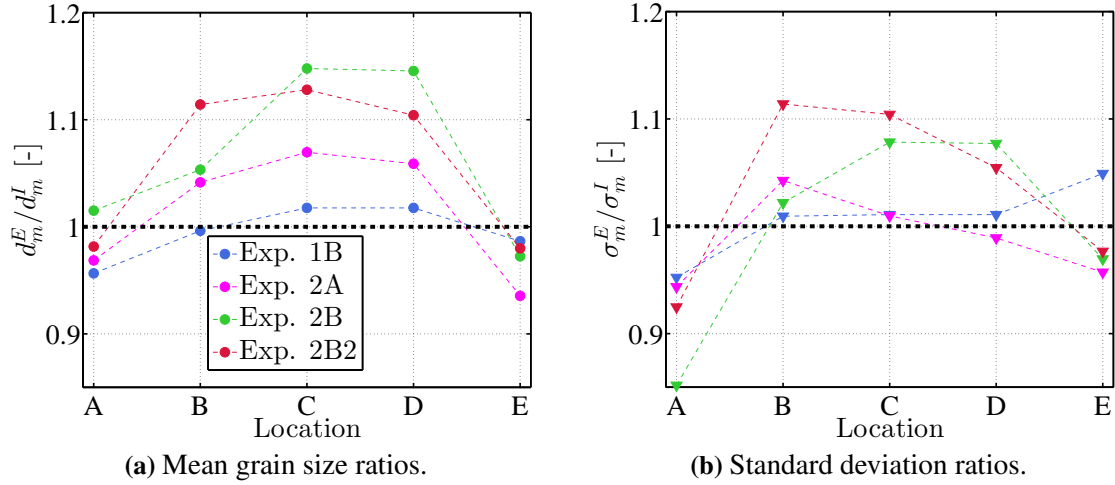 1.2
1.1
1
0.9
d_m^E/d_m^I [-]
A B C D E
Location
Exp. 1B
Exp. 2A
Exp. 2B
Exp. 2B2
(a) Mean grain size ratios.
1.2
1.1
1
0.9
σ_m^E/σ_m^I [-]
A B C D E
Location
(b) Standard deviation ratios.